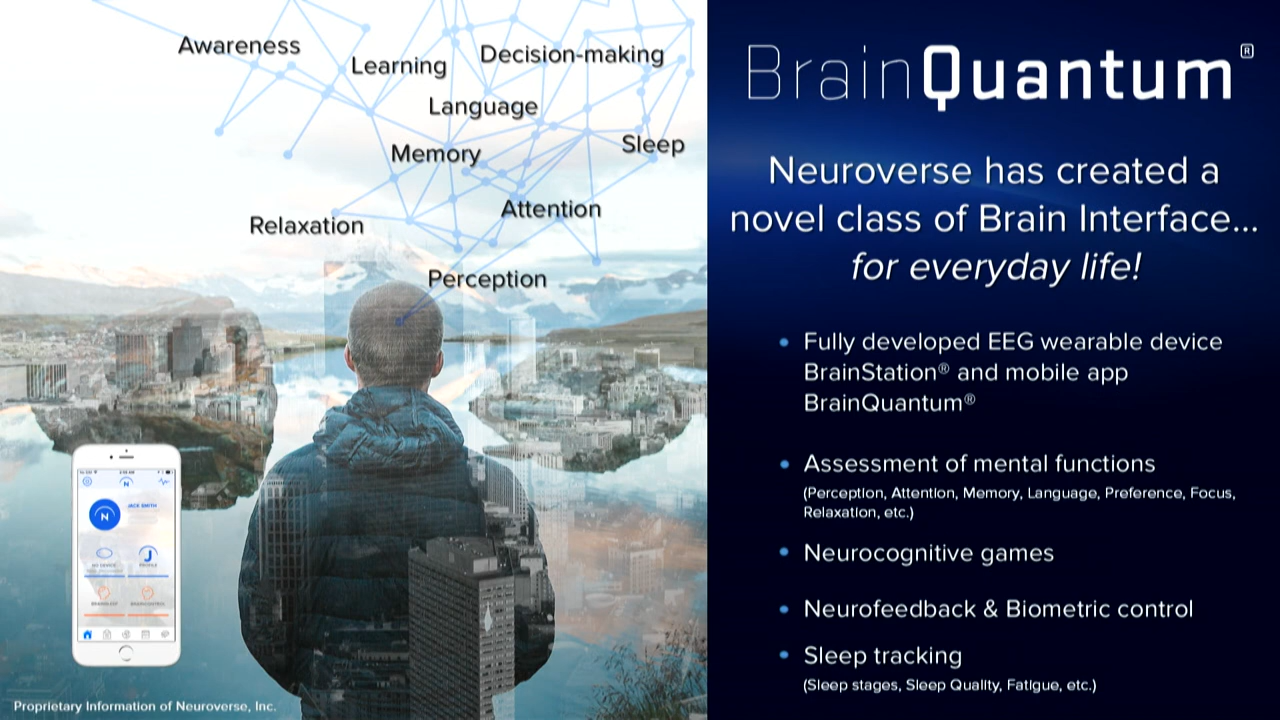 Awareness
Learning
Decision-making
Language
Memory
Sleep
Relaxation
Attention
Perception
JACK SMITH
PROFILE
Proprietary Information of Neuroverse, Inc.
BrainQuantum®
Neuroverse has created a
novel class of Brain Interface...
for everyday life!
• Fully developed EEG wearable device
BrainStation® and mobile app
BrainQuantum®
• Assessment of mental functions
(Perception, Attention, Memory, Language, Preference, Focus,
Relaxation, etc.)
• Neurocognitive games
• Neurofeedback & Biometric control
• Sleep tracking
(Sleep stages, Sleep Quality, Fatigue, etc.)